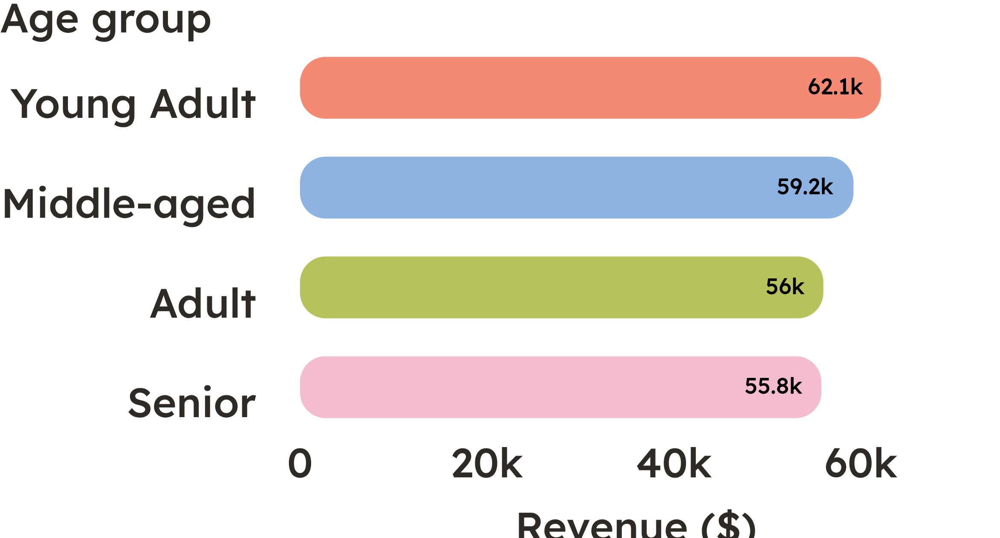 Age group
Young Adult 62.1k
Middle-aged 59.2k
Adult 56k
Senior 55.8k
0 20k 40k 60k
Revenue ($)